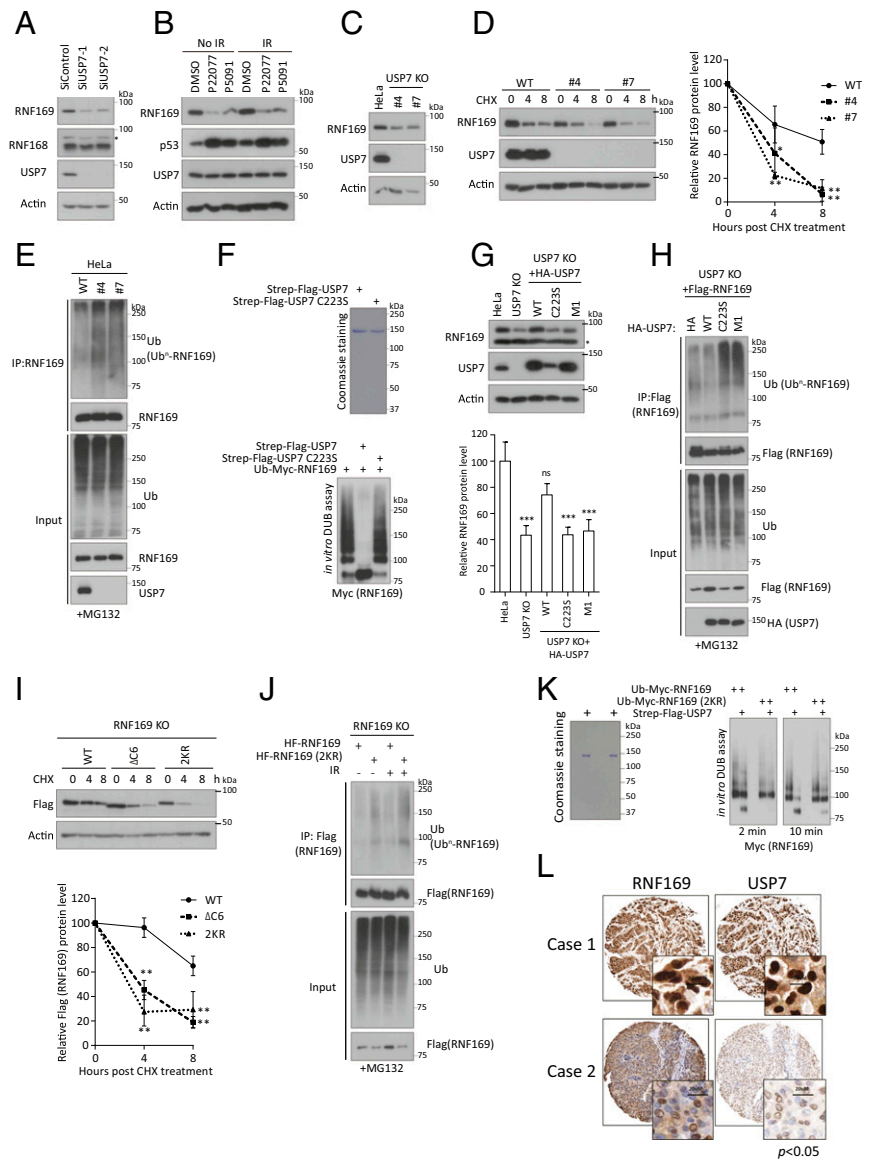 A
SiControl
SiUSP7-1
SiUSP7-2
kDa
RNF169
100
RNF168
*
100
USP7
150
Actin
50
B
No IR
IR
DMSO
P22077
P5091
DMSO
P22077
P5091
kDa
RNF169
100
p53
50
USP7
150
Actin
50
C
USP7 KO
HeLa
#4
#7
kDa
RNF169
100
USP7
150
Actin
50
D
WT
#4
#7
CHX
0 4 8 0 4 8 0 4 8 h
kDa
RNF169
100
USP7
150
Actin
50
Relative RNF169 protein level
120
100
80
60
40
20
0
WT
#4
#7
*
**
**
**
0 4 8
Hours post CHX treatment
E
HeLa
WT
#4
#7
kDa
250
150
100
75
IP:RNF169
Ub
(Ubⁿ-RNF169)
RNF169
75
Input
250
150
100
75
Ub
RNF169
75
150
USP7
+MG132
F
Strep-Flag-USP7 +
Strep-Flag-USP7 C223S +
Coomassie staining
kDa
250
150
100
75
50
37
Strep-Flag-USP7 +
Strep-Flag-USP7 C223S +
Ub-Myc-RNF169 + + +
in vitro DUB assay
kDa
250
150
100
75
Myc (RNF169)
G
USP7 KO
+HA-USP7
HeLa
USP7 KO
WT
C223S
M1
kDa
RNF169
100
*
USP7
150
Actin
50
Relative RNF169 protein level
120
100
80
60
40
20
0
***
ns
***
***
HeLa
USP7 KO
WT
C223S
M1
USP7 KO+
HA-USP7
H
USP7 KO
+Flag-RNF169
HA-USP7:
HA
WT
C223S
M1
kDa
250
150
100
75
IP:Flag
(RNF169)
Ub (Ubⁿ-RNF169)
75
Flag (RNF169)
Input
250
150
100
75
Ub
Flag (RNF169)
75
150
HA (USP7)
+MG132
I
RNF169 KO
WT
ΔC6
2KR
CHX
0 4 8 0 4 8 0 4 8 h
kDa
Flag
100
Actin
50
Relative Flag (RNF169) protein level
120
100
80
60
40
20
0
WT
ΔC6
2KR
**
**
**
**
0 4 8
Hours post CHX treatment
J
RNF169 KO
HF-RNF169 + +
HF-RNF169 (2KR) + +
IR - - + +
kDa
250
150
100
75
IP: Flag
(RNF169)
Ub
(Ubⁿ-RNF169)
Flag(RNF169)
75
Input
250
150
100
75
Ub
Flag(RNF169)
75
+MG132
K
Coomassie staining
+ +
kDa
250
150
100
75
50
37
Ub-Myc-RNF169 ++ ++
Ub-Myc-RNF169 (2KR) ++ ++
Strep-Flag-USP7 + + + +
in vitro DUB assay
kDa
250
150
100
75
2 min
10 min
Myc (RNF169)
L
RNF169
USP7
Case 1
Case 2
p<0.05